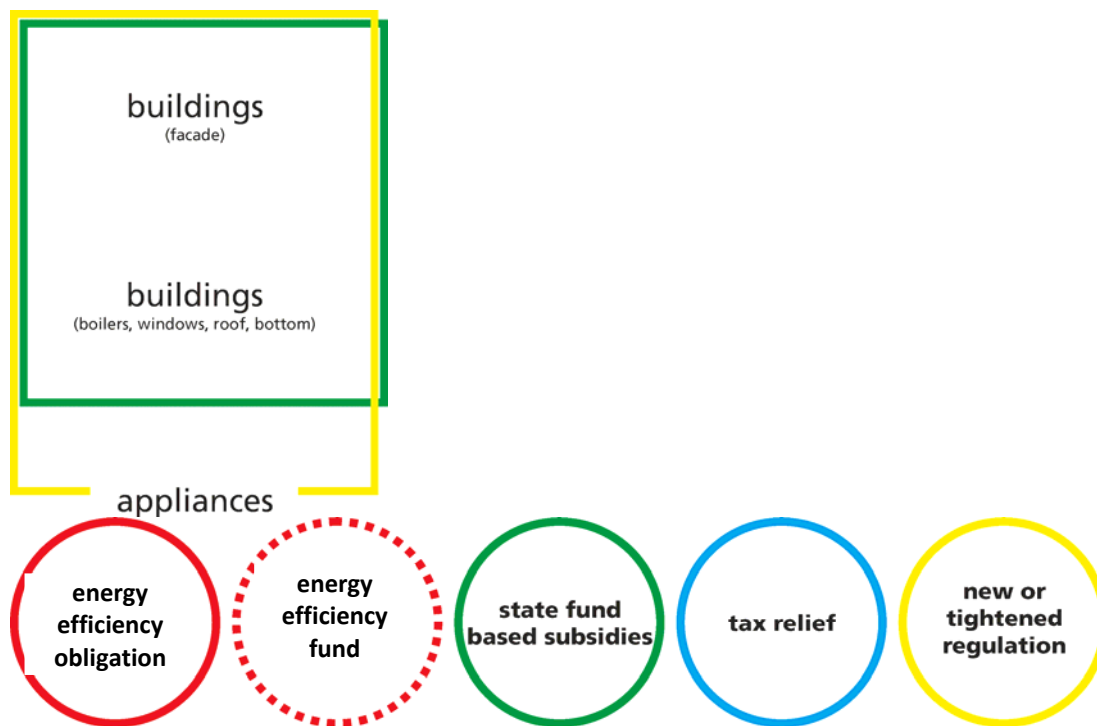 buildings
(facade)
buildings
(boilers, windows, roof, bottom)
appliances
energy
efficiency
obligation
energy
efficiency
fund
state fund
based subsidies
tax relief
new or
tightened
regulation